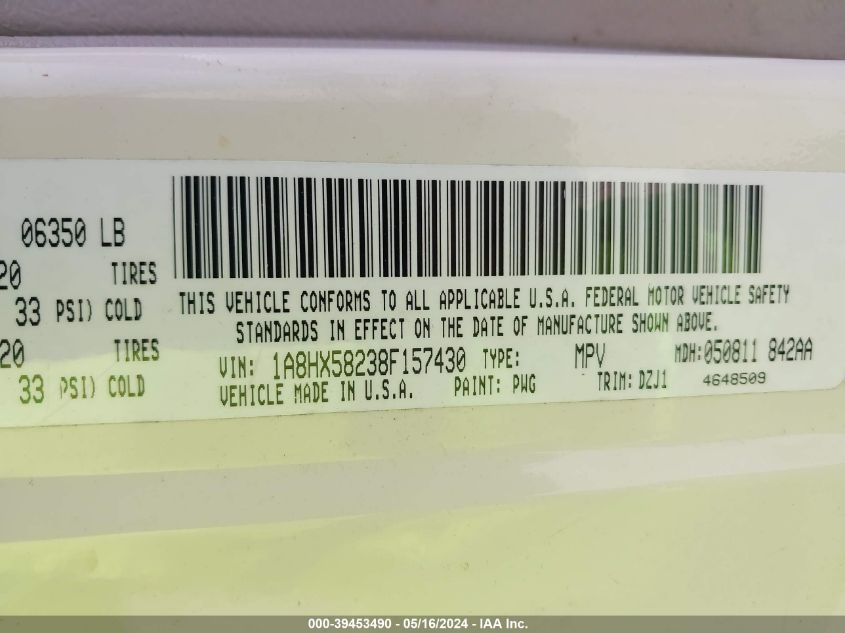 06350 LB
20 TIRES
33 PSI) COLD
20 TIRES
33 PSI) COLD
THIS VEHICLE CONFORMS TO ALL APPLICABLE U.S.A. FEDERAL MOTOR VEHICLE SAFETY
STANDARDS IN EFFECT ON THE DATE OF MANUFACTURE SHOWN ABOVE.
VIN: 1A8HX58238F157430 TYPE: MPV MDH: 050811 842AA
VEHICLE MADE IN U.S.A. PAINT: PWG TRIM: DZJ1 4648509
000-39453490 - 05/16/2024 - IAA Inc.